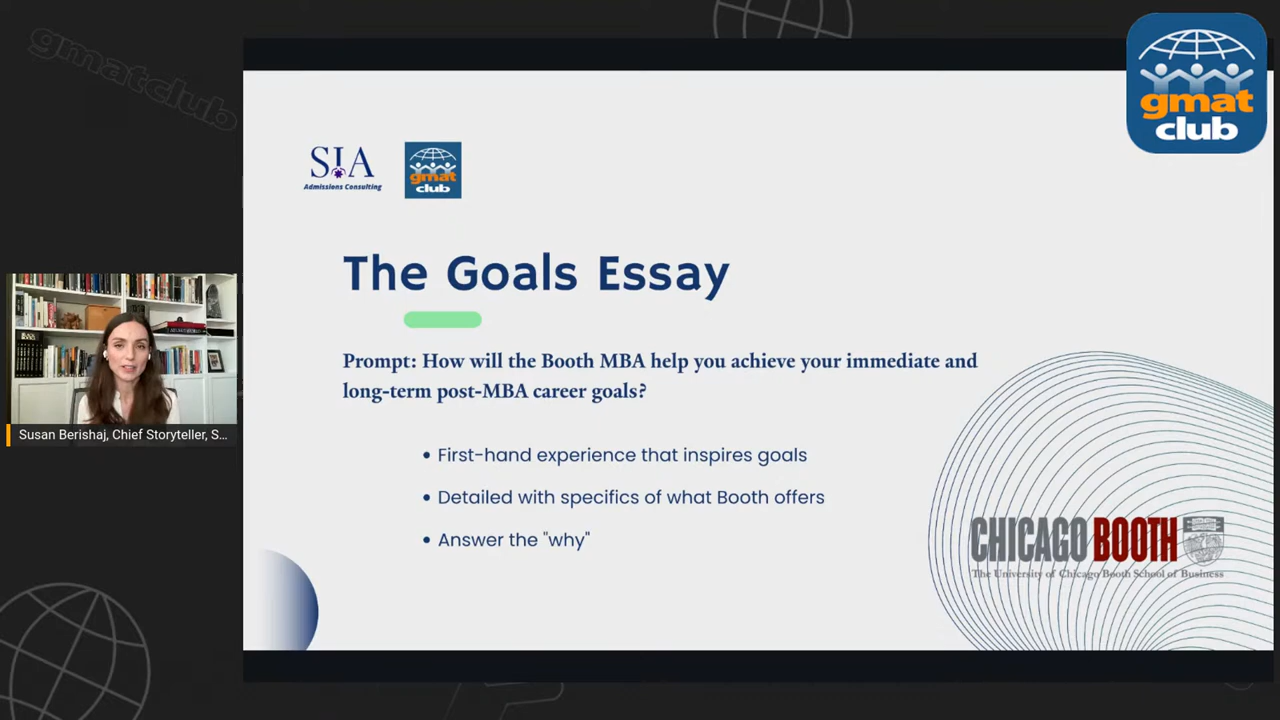 gmatclub
gmat
club
SIA
Admissions Consulting
gmat
club
The Goals Essay
Prompt: How will the Booth MBA help you achieve your immediate and
long-term post-MBA career goals?
• First-hand experience that inspires goals
• Detailed with specifics of what Booth offers
• Answer the "why"
Susan Berishaj, Chief Storyteller, S...
CHICAGO BOOTH
The University of Chicago Booth School of Business